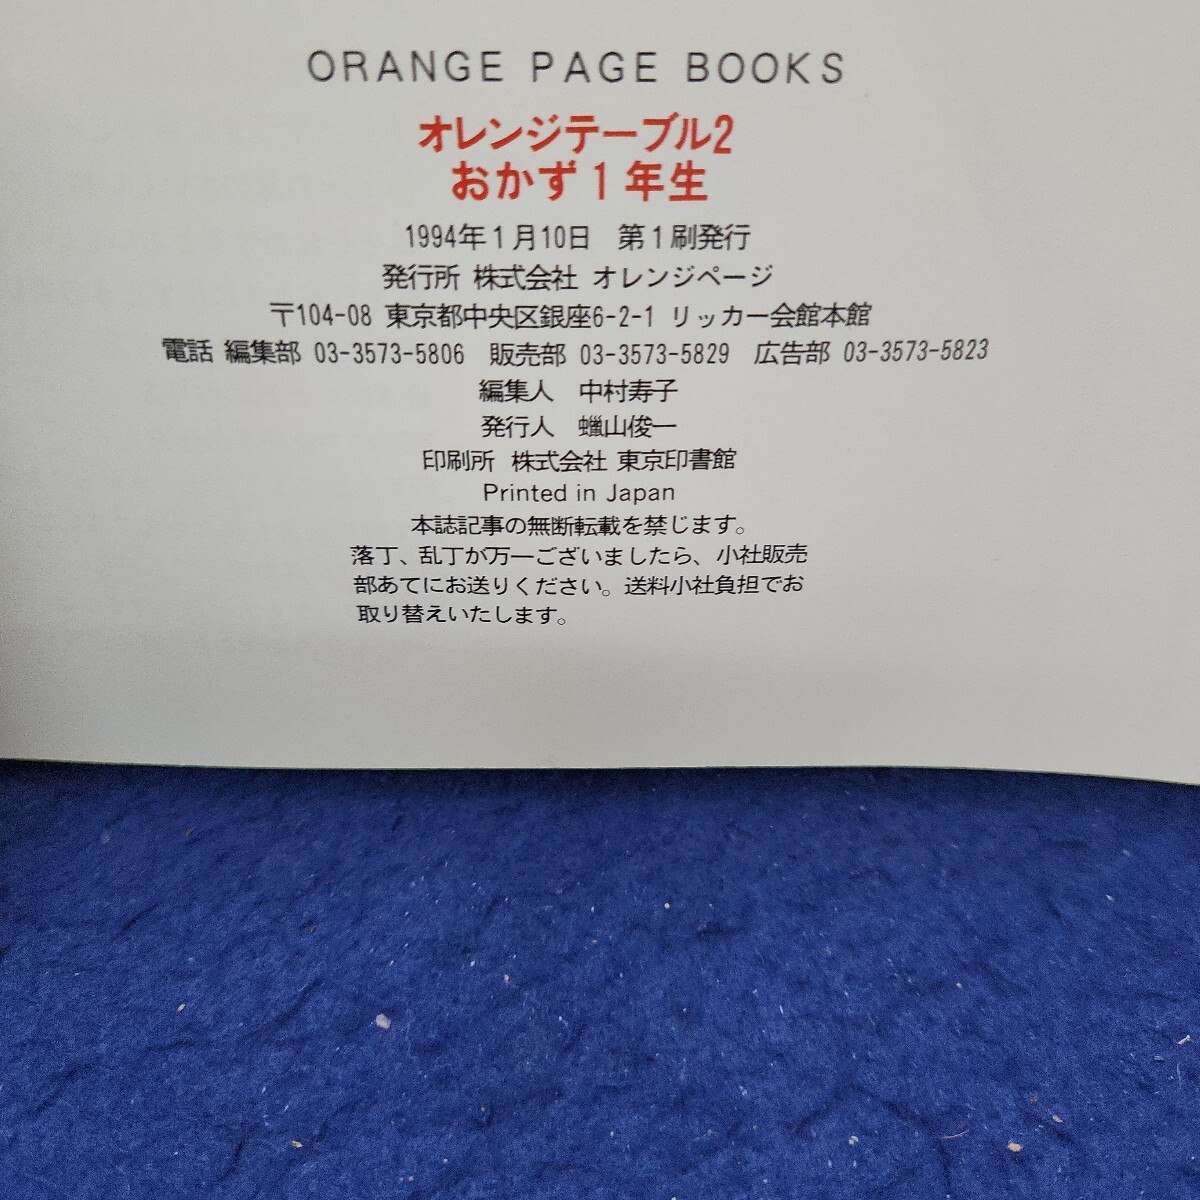 ORANGE PAGE BOOKS
オレンジテーブル2
おかず1年生
1994年1月10日　第1刷発行
発行所 株式会社 オレンジページ
〒104-08 東京都中央区銀座6-2-1 リッカー会館本館
電話 編集部 03-3573-5806　販売部 03-3573-5829　広告部 03-3573-5823
編集人　中村寿子
発行人　蠟山俊一
印刷所　株式会社 東京印書館
Printed in Japan
本誌記事の無断転載を禁じます。
落丁、乱丁が万一ございましたら、小社販売
部あてにお送りください。送料小社負担でお
取り替えいたします。